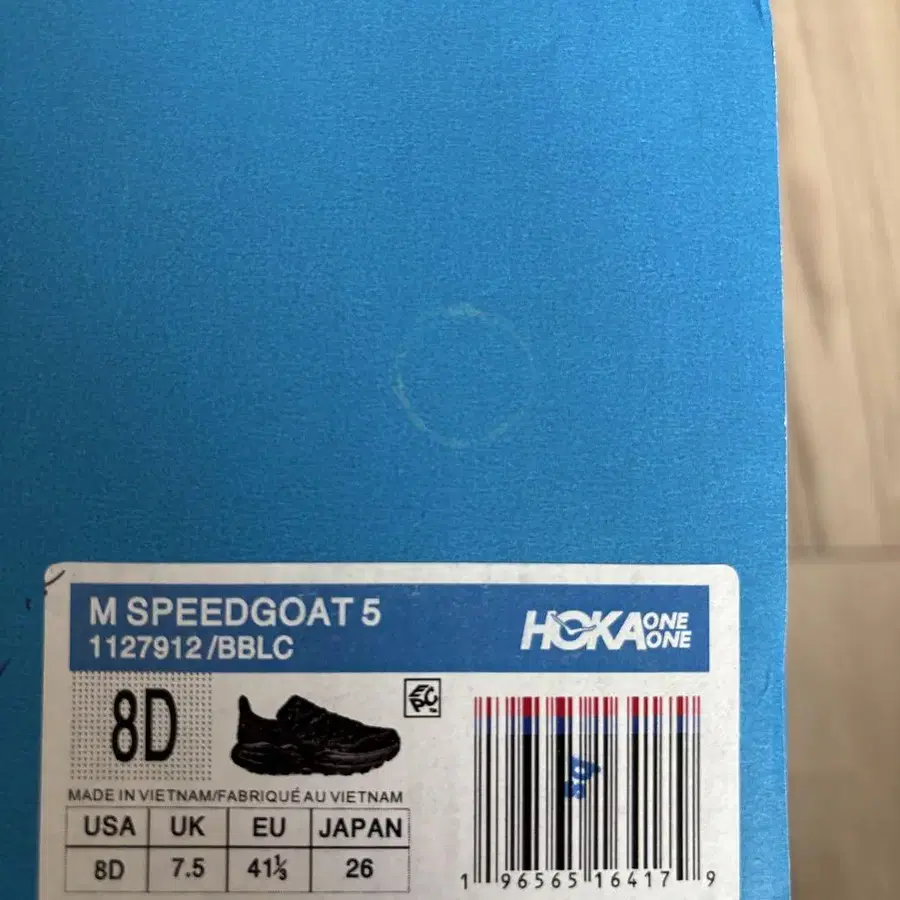 M SPEEDGOAT 5
1127912/BBLC
HOKA ONE ONE
8D
EPC
MADE IN VIETNAM/FABRIQUÉ AU VIETNAM
USA UK EU JAPAN
8D 7.5 41⅓ 26
1 96565 16417 9